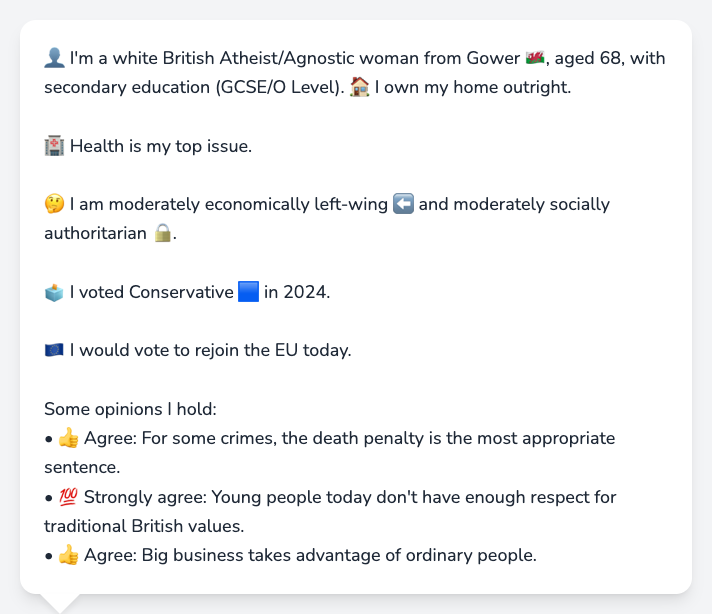 👤 I'm a white British Atheist/Agnostic woman from Gower 🏴󠁧󠁢󠁷󠁬󠁳󠁿, aged 68, with
secondary education (GCSE/O Level). 🏠 I own my home outright.
🏥 Health is my top issue.
🤔 I am moderately economically left-wing ⬅️ and moderately socially
authoritarian 🔒.
🗳️ I voted Conservative 🟦 in 2024.
🇪🇺 I would vote to rejoin the EU today.
Some opinions I hold:
• 👍 Agree: For some crimes, the death penalty is the most appropriate
sentence.
• 💯 Strongly agree: Young people today don't have enough respect for
traditional British values.
• 👍 Agree: Big business takes advantage of ordinary people.